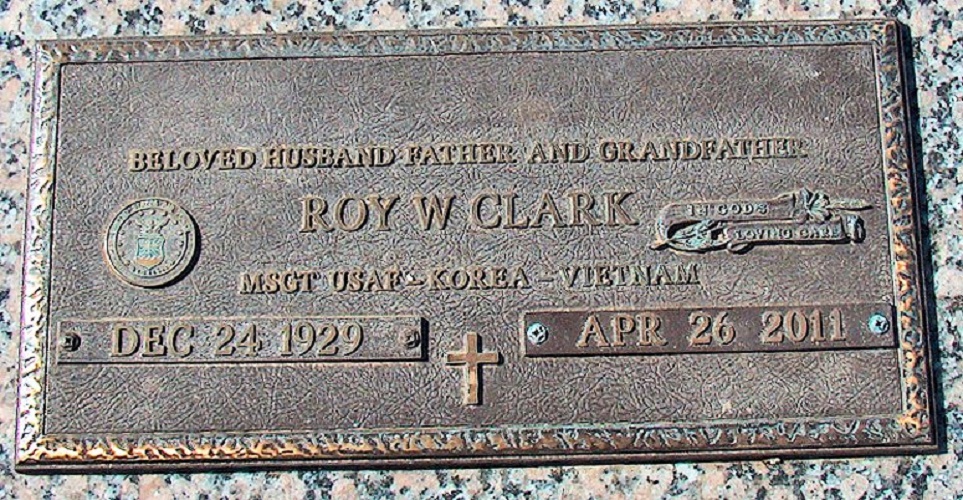 BELOVED HUSBAND FATHER AND GRANDFATHER
ROY W CLARK
IN GOD'S
LOVING CARE
MSGT USAF - KOREA - VIETNAM
DEC 24 1929
APR 26 2011